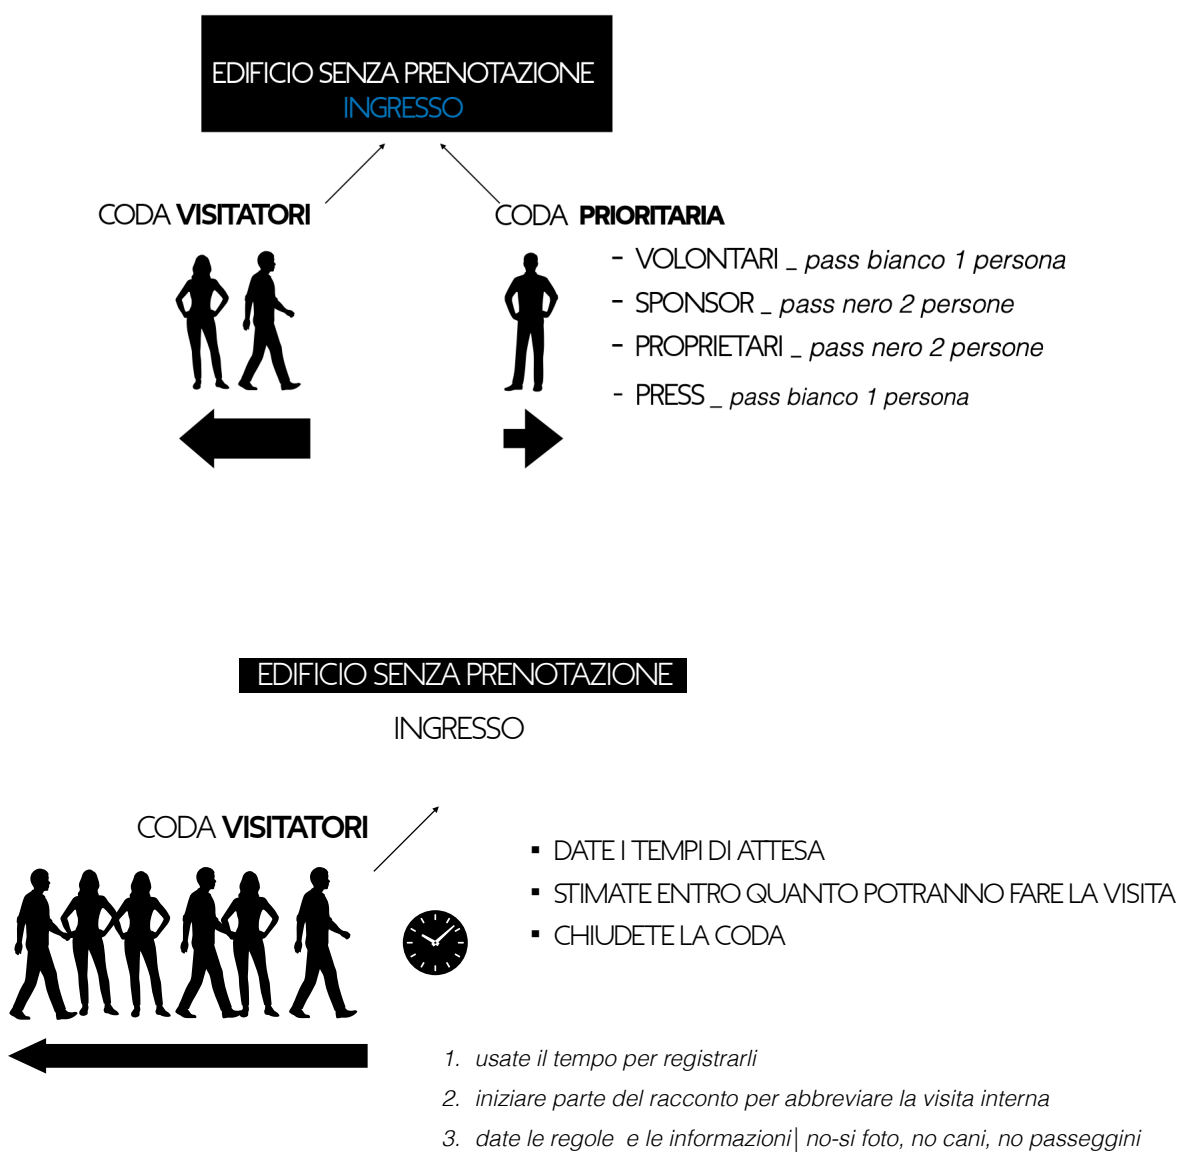 EDIFICIO SENZA PRENOTAZIONE
INGRESSO
CODA VISITATORI
CODA PRIORITARIA
- VOLONTARI _ pass bianco 1 persona
- SPONSOR _ pass nero 2 persone
- PROPRIETARI _ pass nero 2 persone
- PRESS _ pass bianco 1 persona
EDIFICIO SENZA PRENOTAZIONE
INGRESSO
CODA VISITATORI
▪ DATE I TEMPI DI ATTESA
▪ STIMATE ENTRO QUANTO POTRANNO FARE LA VISITA
▪ CHIUDETE LA CODA
1. usate il tempo per registrarli
2. iniziare parte del racconto per abbreviare la visita interna
3. date le regole e le informazioni| no-si foto, no cani, no passeggini